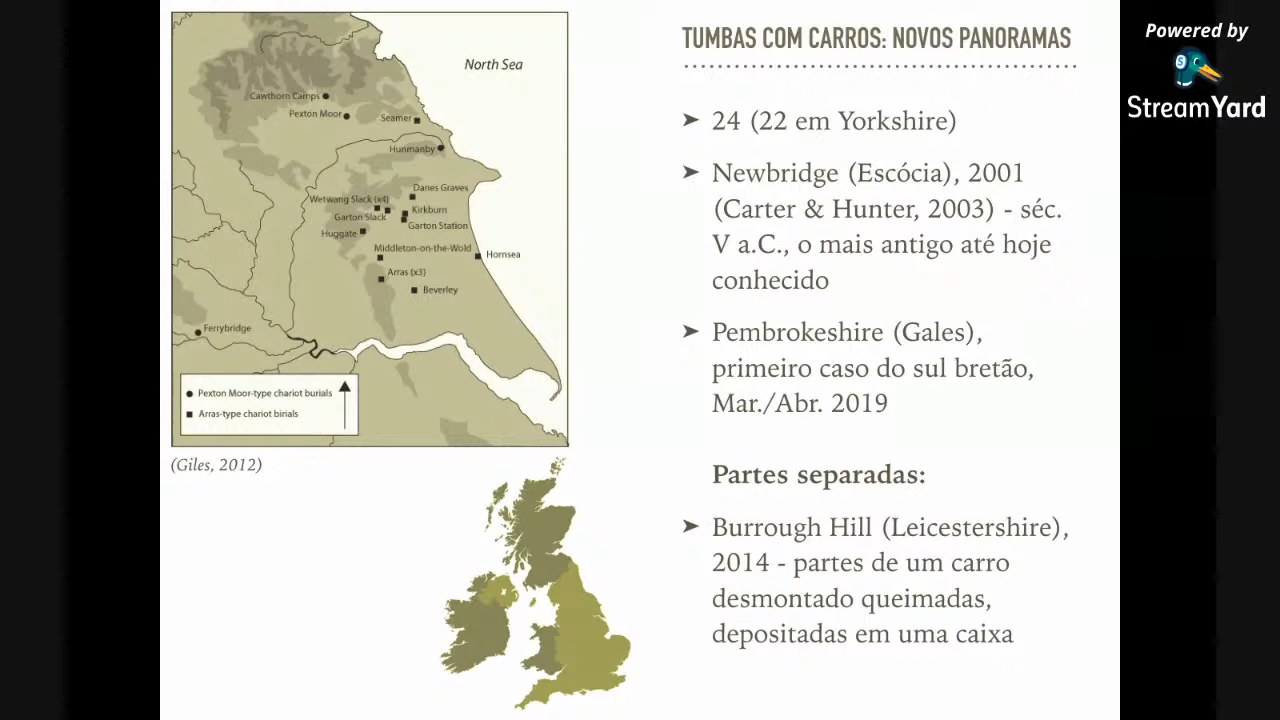 North Sea
Cawthorn Camps
Pexton Moor
Seamer
Hunmanby
Danes Graves
Wetwang Slack (x4)
Kirkburn
Garton Slack
Garton Station
Huggate
Middleton-on-the-Wold
Hornsea
Arras (x3)
Beverley
Ferrybridge
Pexton Moor-type chariot burials
Arras-type chariot birials
(Giles, 2012)
TUMBAS COM CARROS: NOVOS PANORAMAS
➤ 24 (22 em Yorkshire)
➤ Newbridge (Escócia), 2001
(Carter & Hunter, 2003) - séc.
V a.C., o mais antigo até hoje
conhecido
➤ Pembrokeshire (Gales),
primeiro caso do sul bretão,
Mar./Abr. 2019
Partes separadas:
➤ Burrough Hill (Leicestershire),
2014 - partes de um carro
desmontado queimadas,
depositadas em uma caixa
Powered by
StreamYard